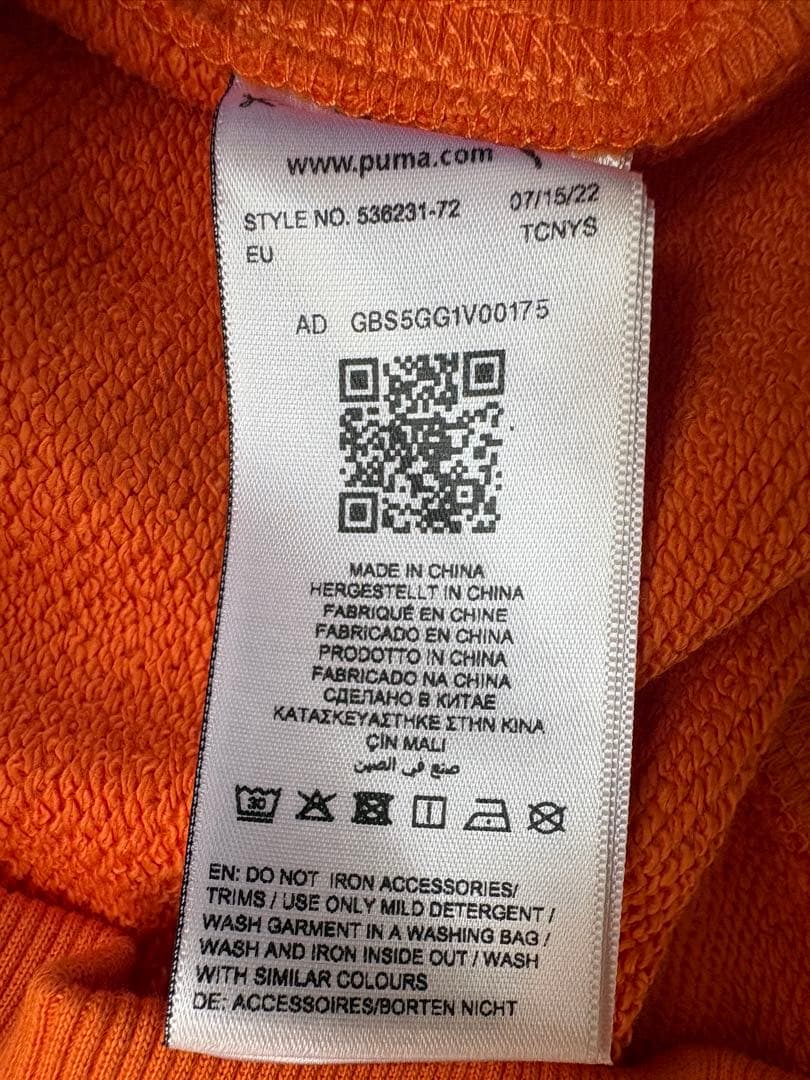 www.puma.com
STYLE NO. 536231-72 07/15/22
EU TCNYS
AD GBS5GG1V00175
MADE IN CHINA
HERGESTELLT IN CHINA
FABRIQUÉ EN CHINE
FABRICADO EN CHINA
PRODOTTO IN CHINA
FABRICADO NA CHINA
СДЕЛАНО В КИТАЕ
ΚΑΤΑΣΚΕΥΑΣΤΗΚΕ ΣΤΗΝ ΚΙΝΑ
ÇİN MALI
صنع في الصين
30
EN: DO NOT IRON ACCESSORIES/
TRIMS / USE ONLY MILD DETERGENT /
WASH GARMENT IN A WASHING BAG /
WASH AND IRON INSIDE OUT / WASH
WITH SIMILAR COLOURS
DE: ACCESSOIRES/BORTEN NICHT